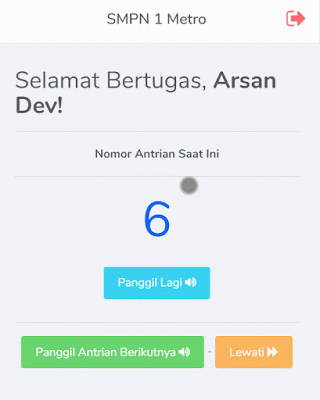 SMPN 1 Metro
Selamat Bertugas, Arsan
Dev!
Nomor Antrian Saat Ini
6
Panggil Lagi
Panggil Antrian Berikutnya - Lewati